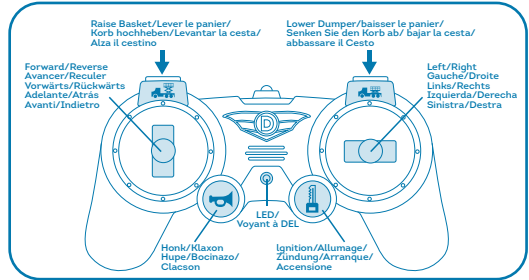 Raise Basket/Lever le panier/
Korb hochheben/Levantar la cesta/
Alza il cestino
Lower Dumper/baisser le panier/
Senken Sie den Korb ab/ bajar la cesta/
abbassare il Cesto
Forward/Reverse
Avancer/Reculer
Vorwärts/Rückwärts
Adelante/Atrás
Avanti/Indietro
Left/Right
Gauche/Droite
Links/Rechts
Izquierda/Derecha
Sinistra/Destra
D
LED/
Voyant à DEL
Honk/Klaxon
Hupe/Bocinazo/
Clacson
Ignition/Allumage/
Zündung/Arranque/
Accensione